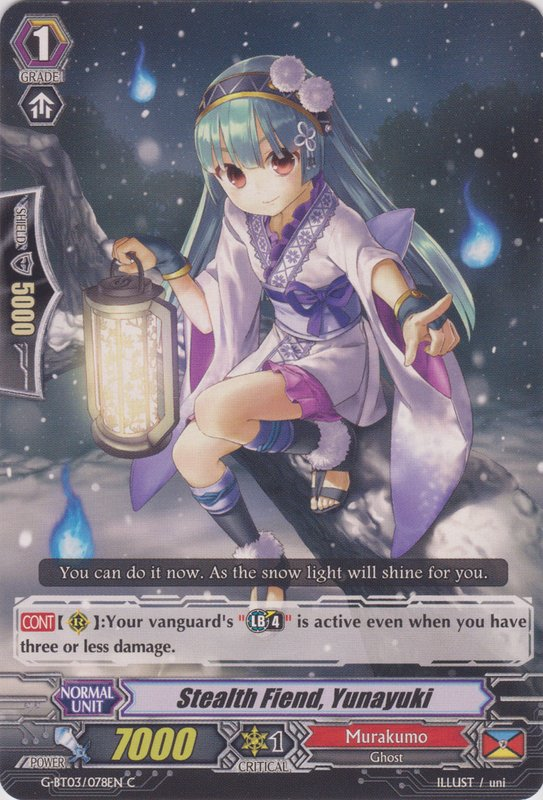 1
GRADE
SHIELD
5000
You can do it now. As the snow light will shine for you.
CONT【 R 】:Your vanguard's "LB 4" is active even when you have
three or less damage.
NORMAL
UNIT
Stealth Fiend, Yunayuki
POWER
7000
1
CRITICAL
Murakumo
Ghost
G-BT03/078EN C
ILLUST / uni